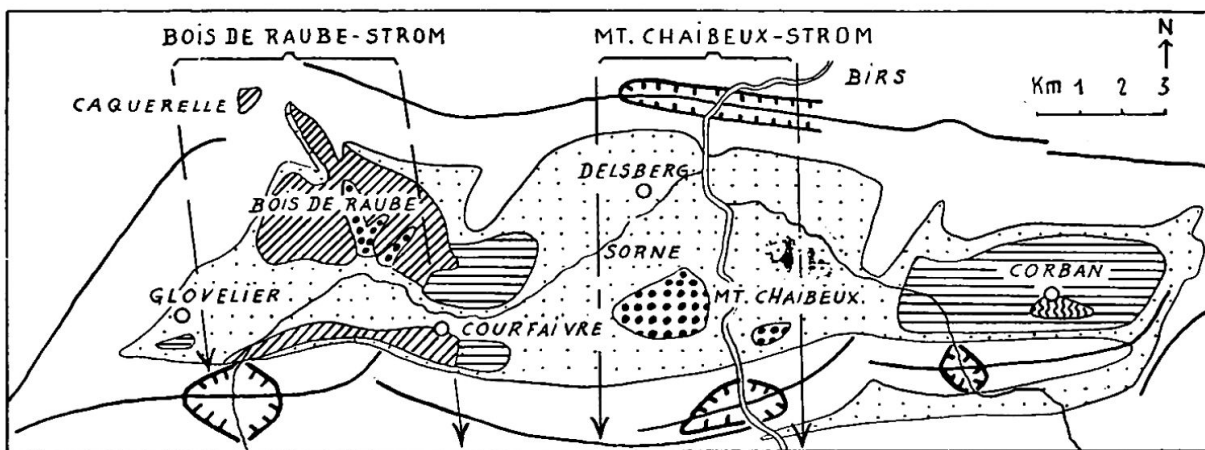 BOIS DE RAUBE-STROM
MT. CHAIBEUX-STROM
N
BIRS
Km 1 2 3
CAQUERELLE
DELSBERG
BOIS DE RAUBE
SORNE
CORBAN
GLOVELIER
MT. CHAIBEUX.
COURFAIVRE